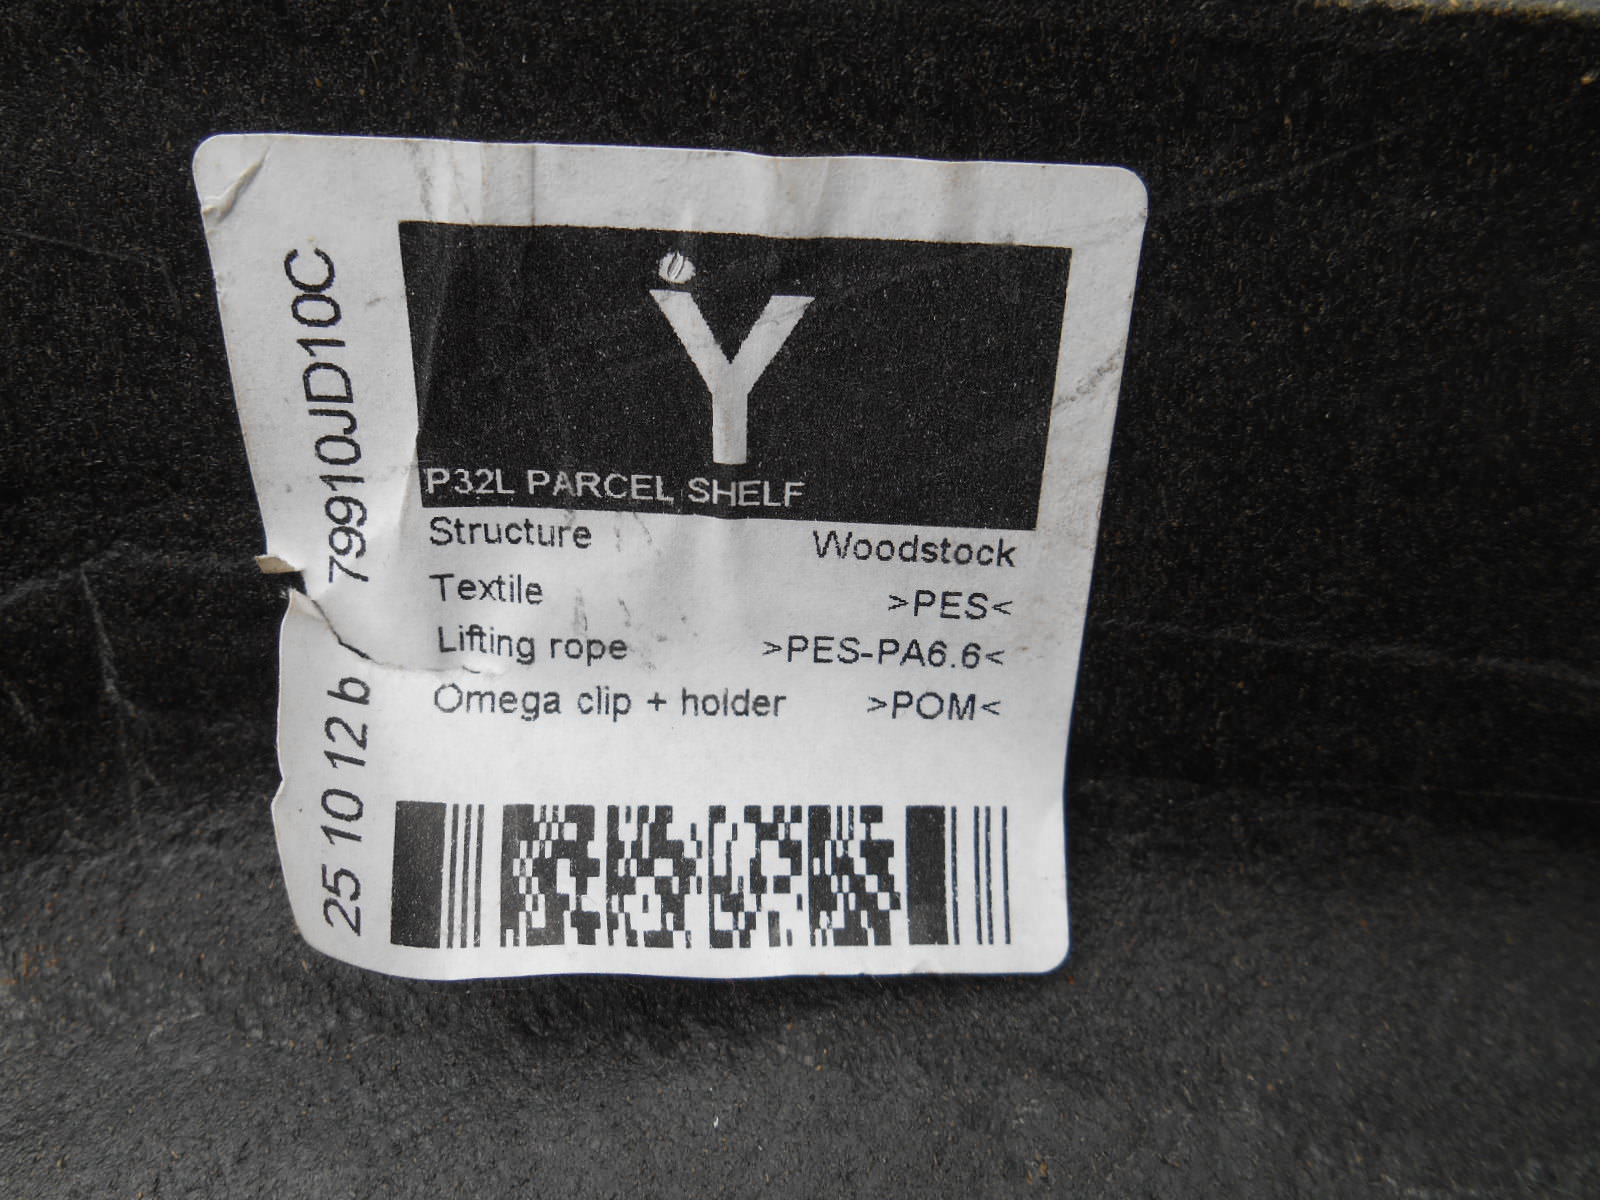 Y
P32L PARCEL SHELF
Structure Woodstock
Textile >PES<
Lifting rope >PES-PA6.6<
Omega clip + holder >POM<
25 10 12 b / 79910JD10C